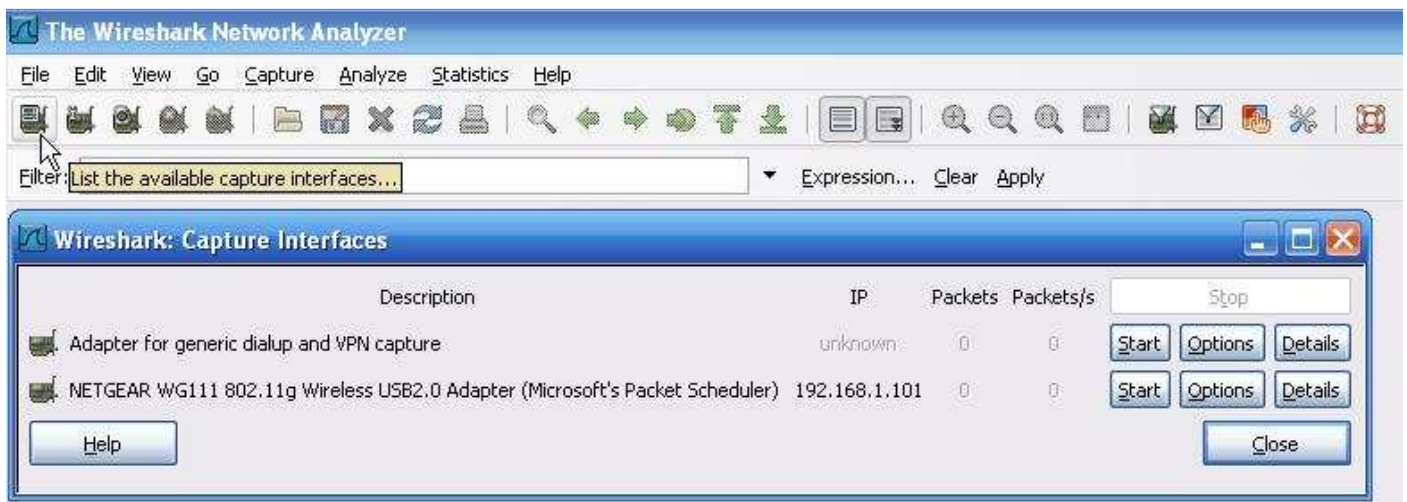 The Wireshark Network Analyzer
File Edit View Go Capture Analyze Statistics Help
Filter: List the available capture interfaces... Expression... Clear Apply
Wireshark: Capture Interfaces
Description IP Packets Packets/s Stop
Adapter for generic dialup and VPN capture unknown 0 0 Start Options Details
NETGEAR WG111 802.11g Wireless USB2.0 Adapter (Microsoft's Packet Scheduler) 192.168.1.101 0 0 Start Options Details
Help Close